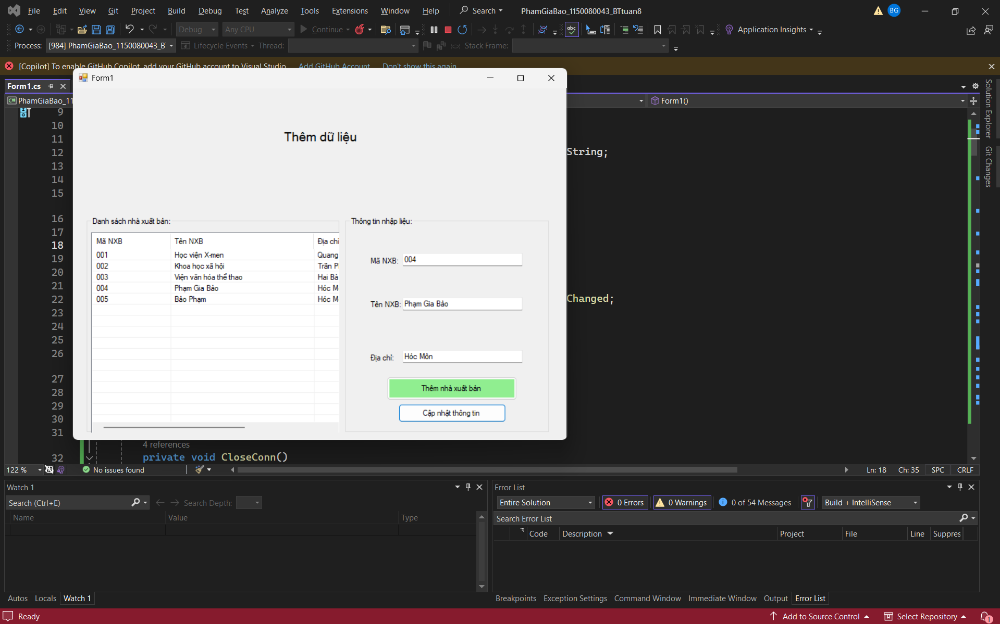 File Edit View Git Project Build Debug Test Analyze Tools Extensions Window Help Search PhamGiaBao_1150080043_BTtuan8 BG
Debug Any CPU Continue abc Application Insights
Process: [984] PhamGiaBao_1150080043_B Lifecycle Events Thread: Stack Frame:
[Copilot] To enable GitHub Copilot, add your GitHub account to Visual Studio Add GitHub Account Don't show this again
Form1.cs
Form1
C# PhamGiaBao_11
Form1()
Solution Explorer
Git Changes
9
10
11
12
13
14
15
16
17
18
19
20
21
22
23
24
25
26
27
28
29
30
31
32
String;
Changed;
Thêm dữ liệu
Danh sách nhà xuất bản:
Mã NXB Tên NXB Địa chỉ
001 Học viện X-men Quang
002 Khoa học xã hội Trần P
003 Viện văn hóa thể thao Hai Bà
004 Phạm Gia Bảo Hóc M
005 Bảo Phạm Hóc M
Thông tin nhập liệu:
Mã NXB: 004
Tên NXB: Phạm Gia Bảo
Địa chỉ: Hóc Môn
Thêm nhà xuất bản
Cập nhật thông tin
4 references
private void CloseConn()
122 % No issues found Ln: 18 Ch: 35 SPC CRLF
Watch 1
Search (Ctrl+E) Search Depth:
Name Value Type
Autos Locals Watch 1
Error List
Entire Solution 0 Errors 0 Warnings 0 of 54 Messages Build + IntelliSense
Search Error List
Code Description Project File Line Suppres
Breakpoints Exception Settings Command Window Immediate Window Output Error List
Ready Add to Source Control Select Repository 1